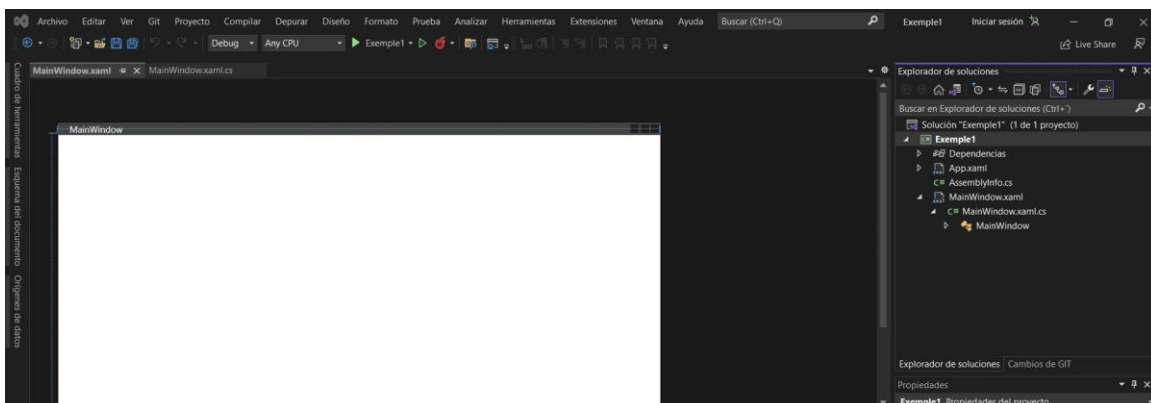 Archivo Editar Ver Git Proyecto Compilar Depurar Diseño Formato Prueba Analizar Herramientas Extensiones Ventana Ayuda Buscar (Ctrl+Q) Exemple1 Iniciar sesión
Debug Any CPU Exemple1 Live Share
Cuadro de herramientas
Esquema del documento
Orígenes de datos
MainWindow.xaml MainWindow.xaml.cs
MainWindow
Explorador de soluciones
Buscar en Explorador de soluciones (Ctrl+´)
Solución "Exemple1" (1 de 1 proyecto)
Exemple1
Dependencias
App.xaml
C# AssemblyInfo.cs
MainWindow.xaml
C# MainWindow.xaml.cs
MainWindow
Explorador de soluciones Cambios de GIT
Propiedades
Exemple1 Propiedades del proyecto